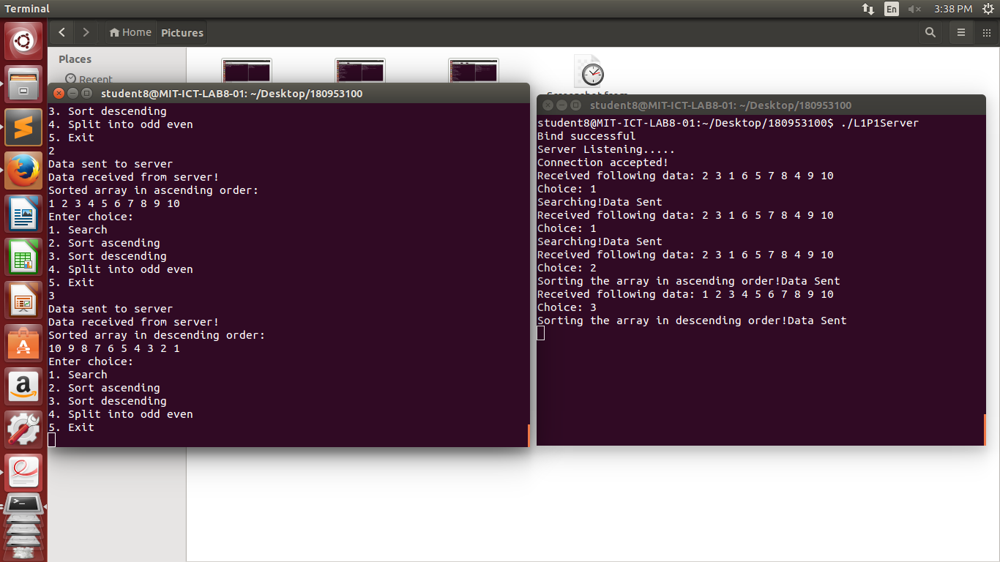 Terminal
En
3:38 PM
Home
Pictures
Places
Recent
student8@MIT-ICT-LAB8-01: ~/Desktop/180953100
3. Sort descending
4. Split into odd even
5. Exit
2
Data sent to server
Data received from server!
Sorted array in ascending order:
1 2 3 4 5 6 7 8 9 10
Enter choice:
1. Search
2. Sort ascending
3. Sort descending
4. Split into odd even
5. Exit
3
Data sent to server
Data received from server!
Sorted array in descending order:
10 9 8 7 6 5 4 3 2 1
Enter choice:
1. Search
2. Sort ascending
3. Sort descending
4. Split into odd even
5. Exit
Screenshot from
student8@MIT-ICT-LAB8-01: ~/Desktop/180953100
student8@MIT-ICT-LAB8-01:~/Desktop/180953100$ ./L1P1Server
Bind successful
Server Listening.....
Connection accepted!
Received following data: 2 3 1 6 5 7 8 4 9 10
Choice: 1
Searching!Data Sent
Received following data: 2 3 1 6 5 7 8 4 9 10
Choice: 1
Searching!Data Sent
Received following data: 2 3 1 6 5 7 8 4 9 10
Choice: 2
Sorting the array in ascending order!Data Sent
Received following data: 1 2 3 4 5 6 7 8 9 10
Choice: 3
Sorting the array in descending order!Data Sent